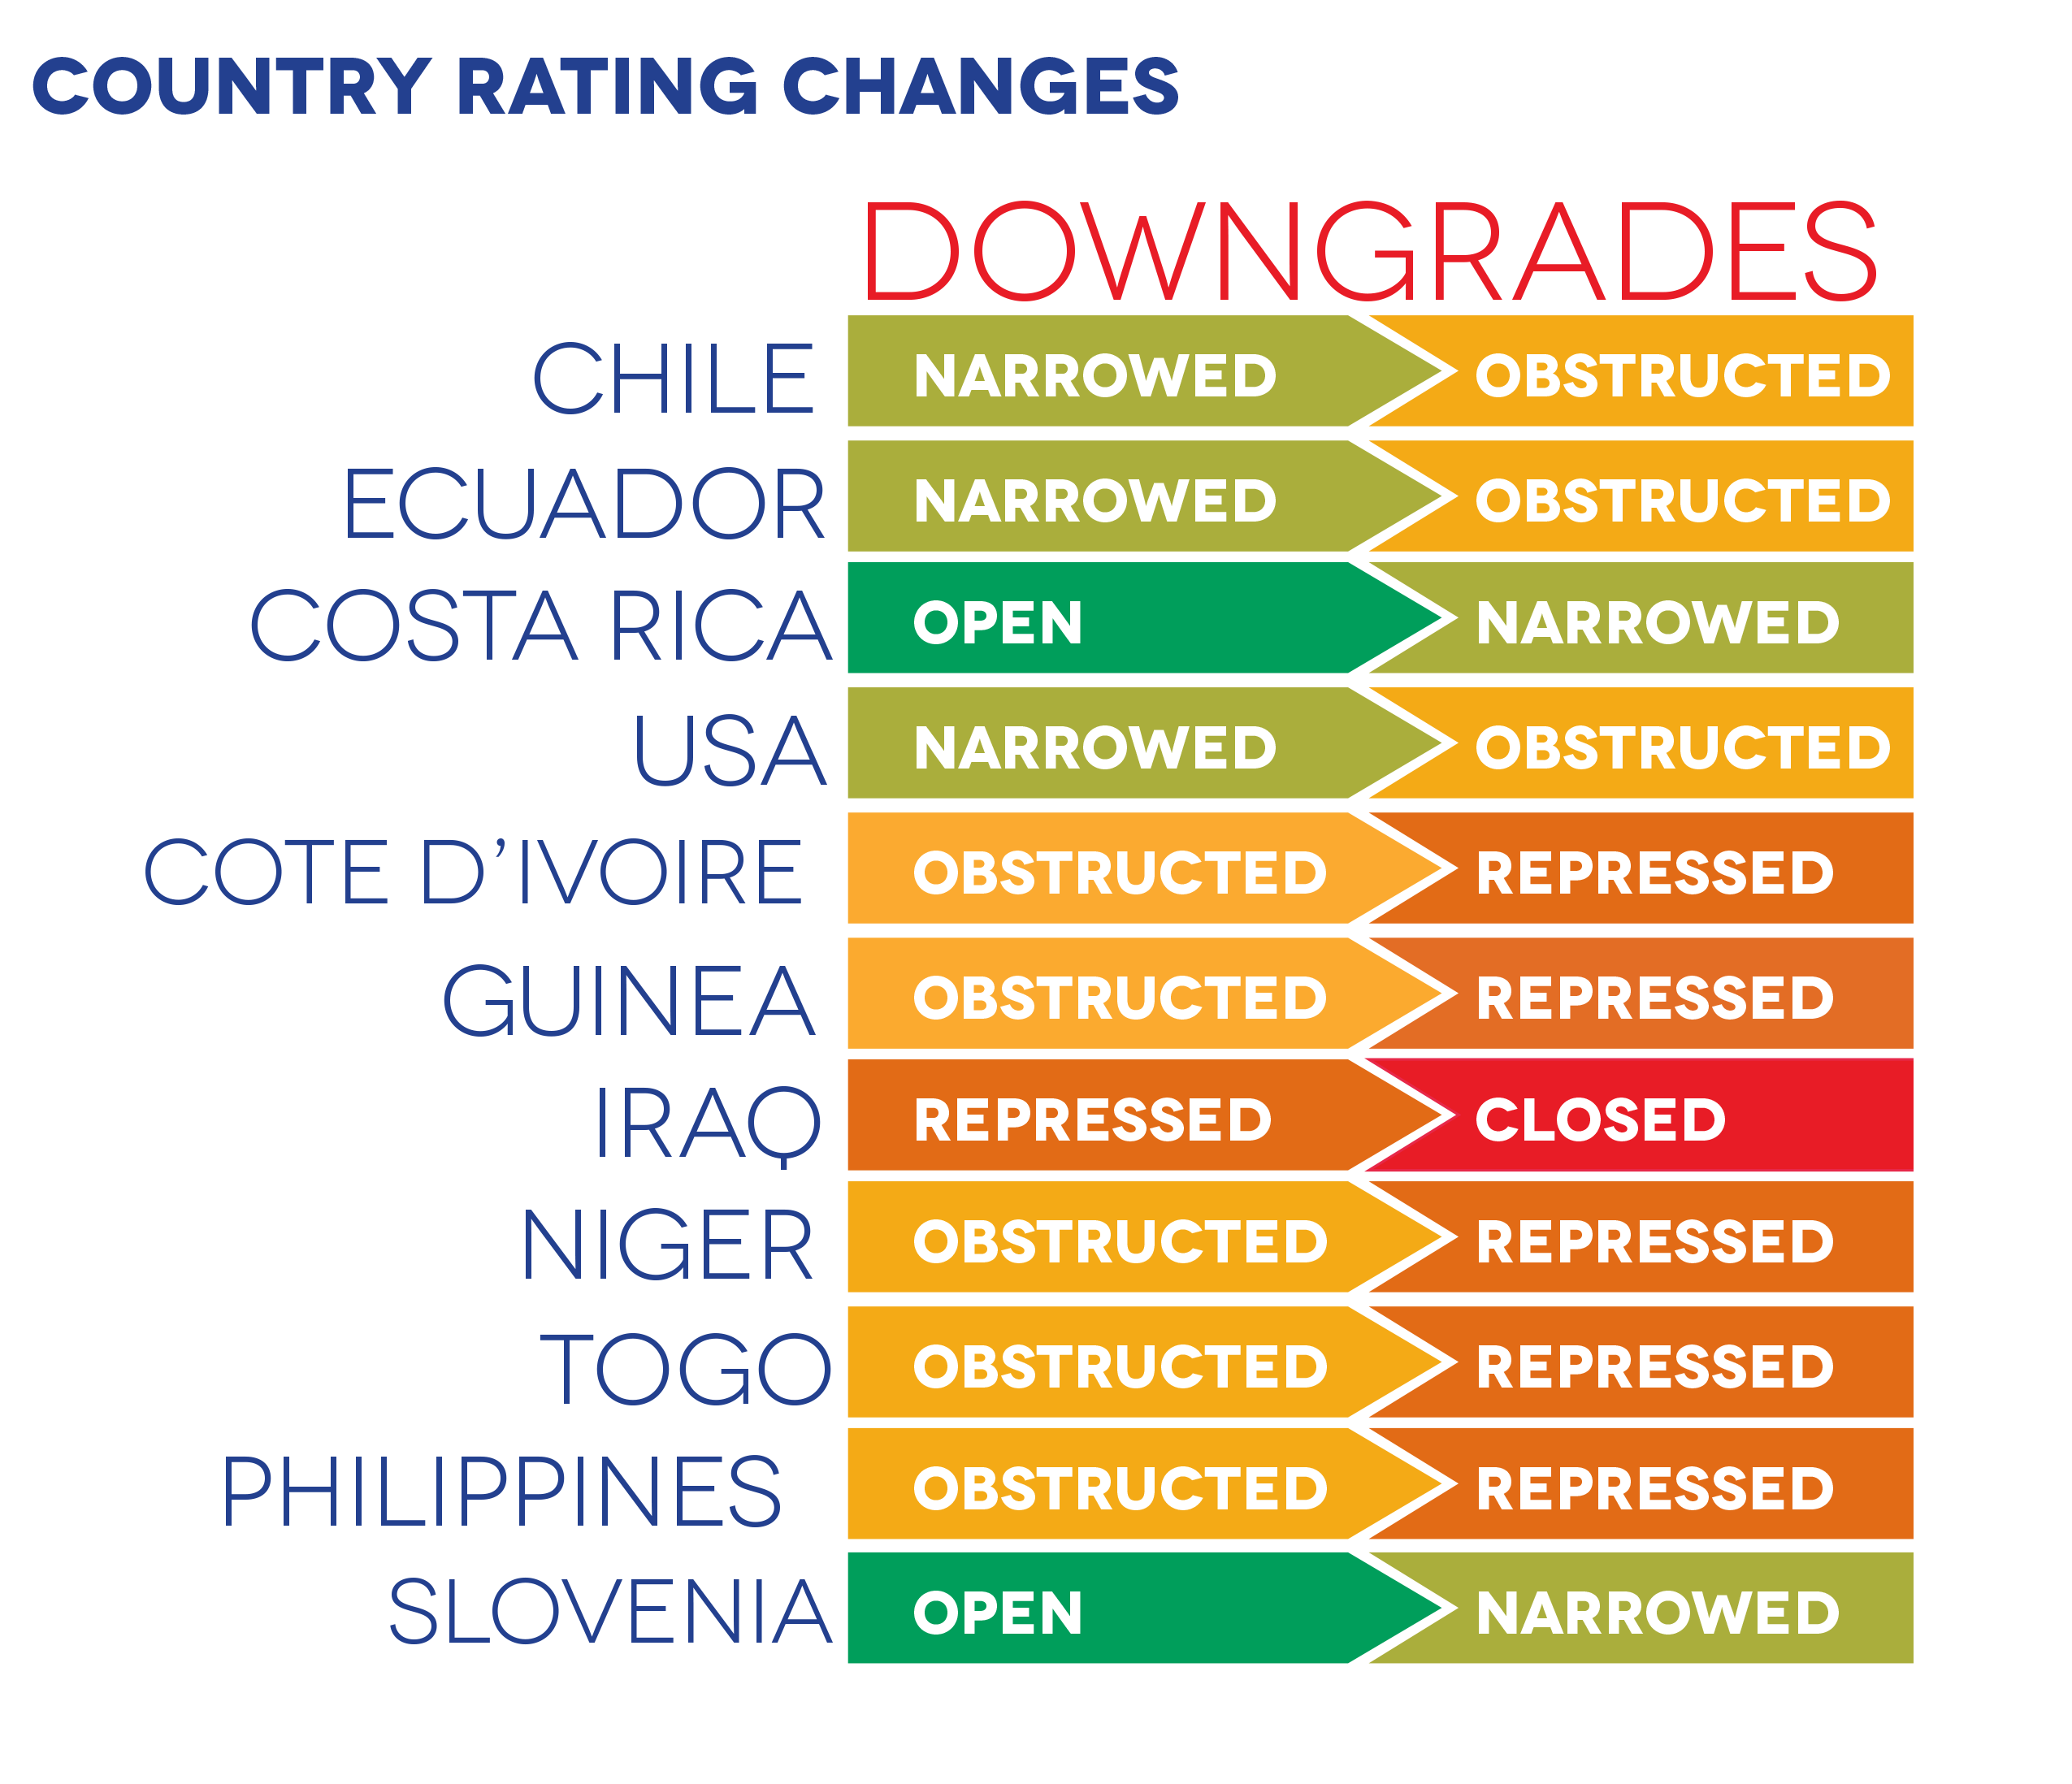 COUNTRY RATING CHANGES
DOWNGRADES
CHILE NARROWED OBSTRUCTED
ECUADOR NARROWED OBSTRUCTED
COSTA RICA OPEN NARROWED
USA NARROWED OBSTRUCTED
COTE D’IVOIRE OBSTRUCTED REPRESSED
GUINEA OBSTRUCTED REPRESSED
IRAQ REPRESSED CLOSED
NIGER OBSTRUCTED REPRESSED
TOGO OBSTRUCTED REPRESSED
PHILIPPINES OBSTRUCTED REPRESSED
SLOVENIA OPEN NARROWED